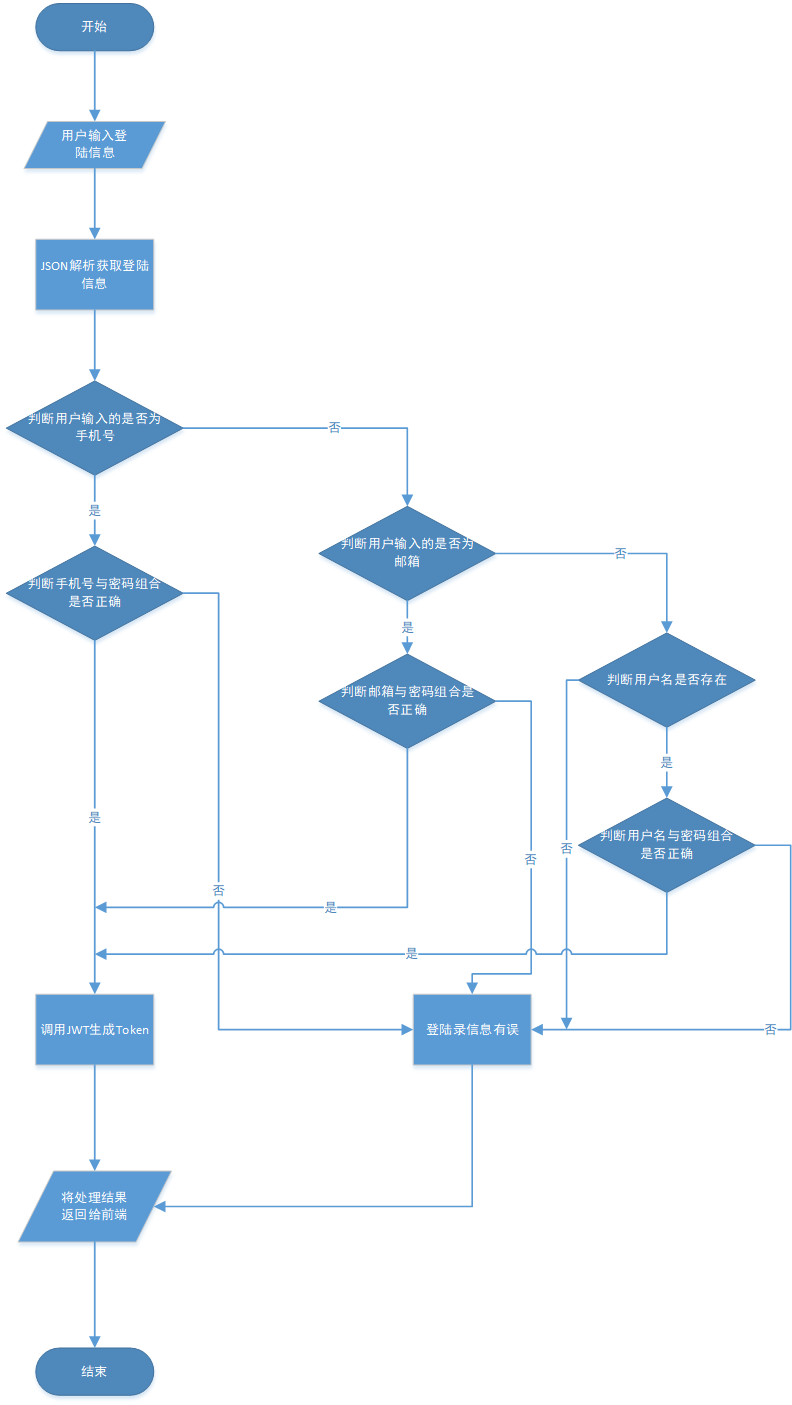 开始
用户输入登
陆信息
JSON解析获取登陆
信息
判断用户输入的是否为
手机号
否
是
判断用户输入的是否为
邮箱
否
判断手机号与密码组合
是否正确
是
判断用户名是否存在
判断邮箱与密码组合是
否正确
是
是
判断用户名与密码组合
是否正确
否
否
否
是
是
调用JWT生成Token
登陆录信息有误
否
将处理结果
返回给前端
结束